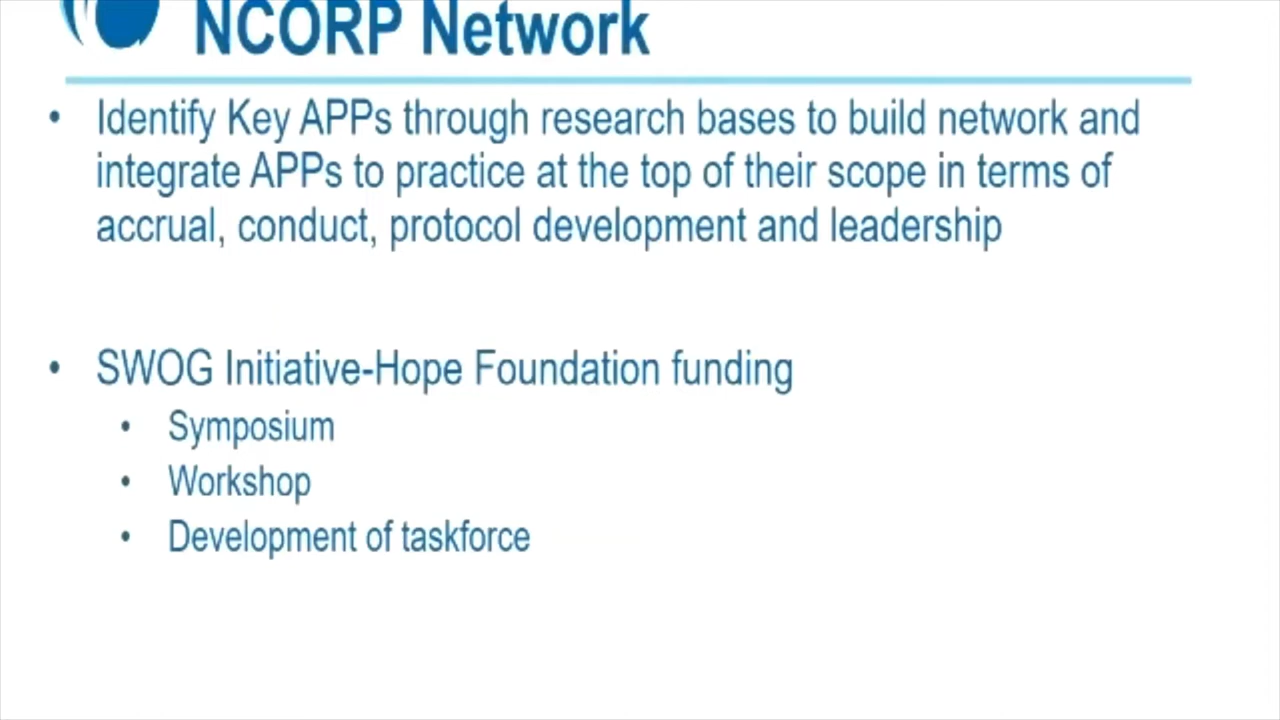 NCORP Network
• Identify Key APPs through research bases to build network and
integrate APPs to practice at the top of their scope in terms of
accrual, conduct, protocol development and leadership
• SWOG Initiative-Hope Foundation funding
• Symposium
• Workshop
• Development of taskforce